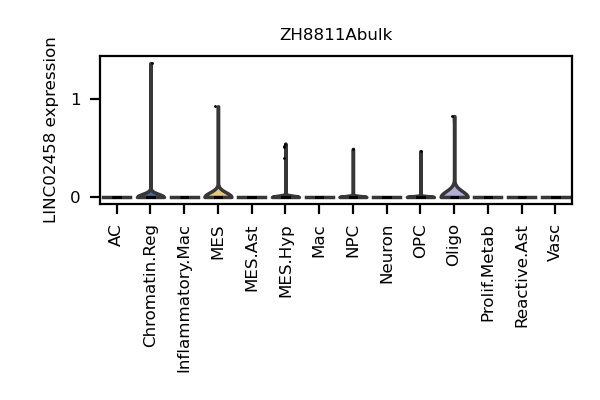 ZH8811Abulk
LINC02458 expression
1
0
AC
Chromatin.Reg
Inflammatory.Mac
MES
MES.Ast
MES.Hyp
Mac
NPC
Neuron
OPC
Oligo
Prolif.Metab
Reactive.Ast
Vasc